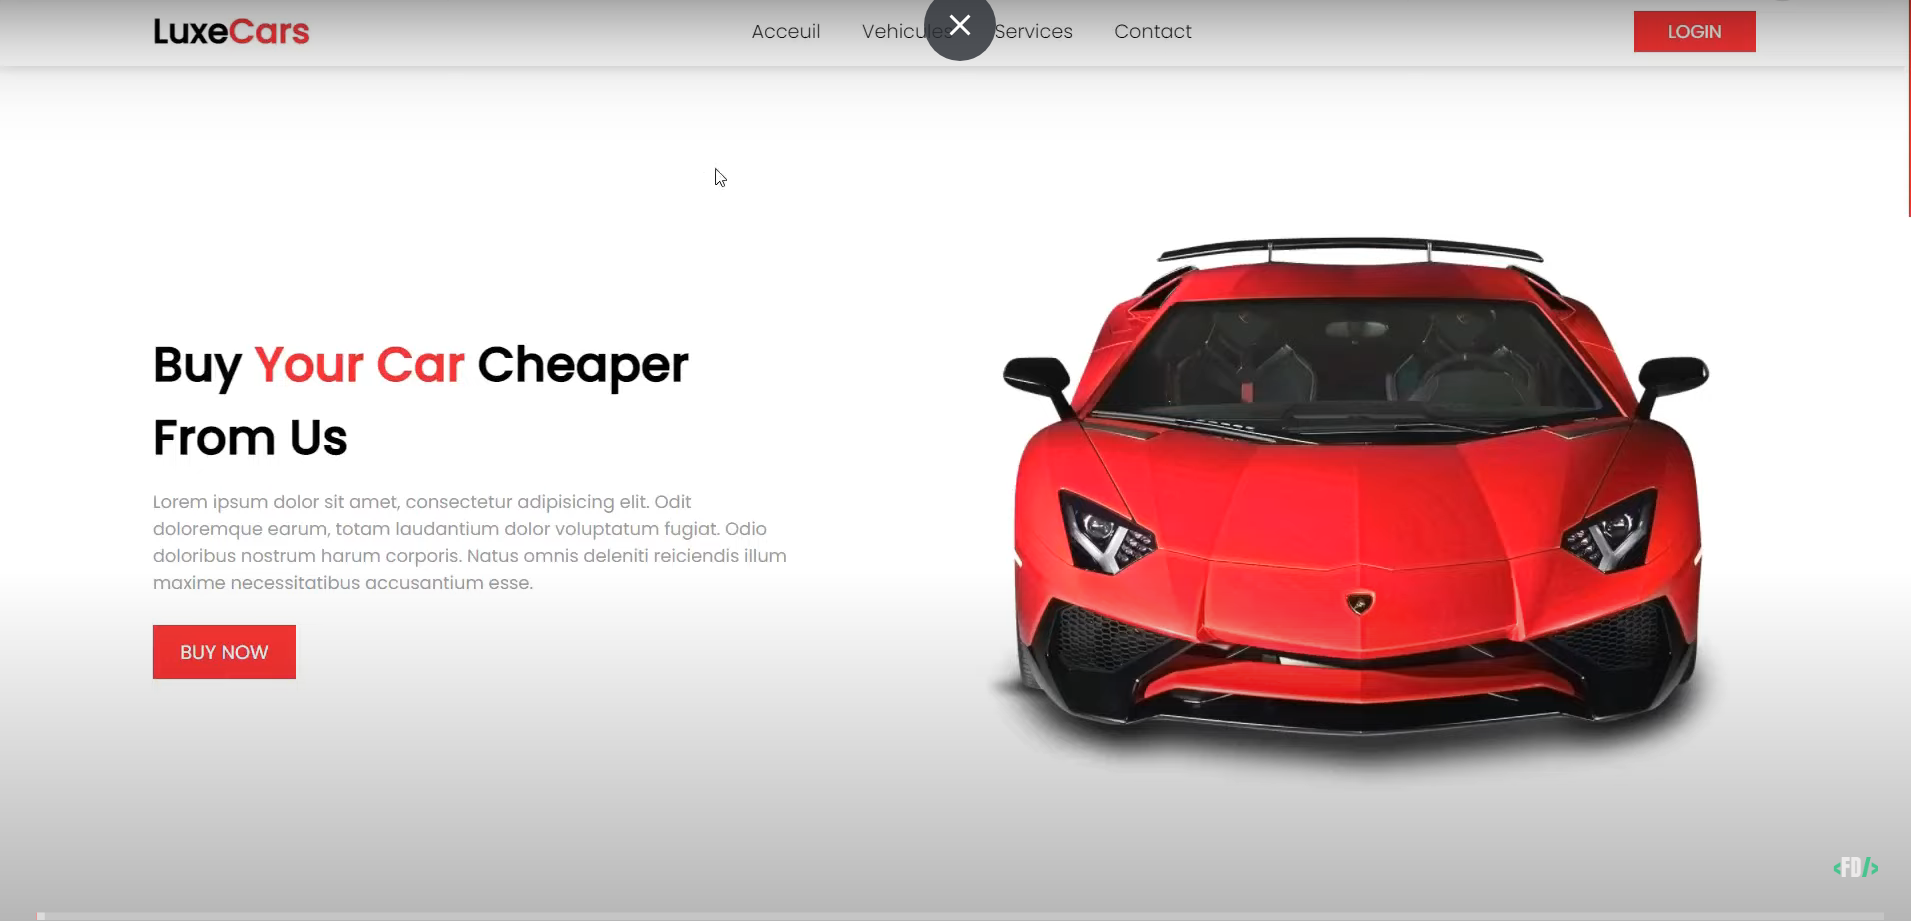 LuxeCars
Acceuil Vehicules Services Contact
LOGIN
Buy Your Car Cheaper
From Us
Lorem ipsum dolor sit amet, consectetur adipisicing elit. Odit
doloremque earum, totam laudantium dolor voluptatum fugiat. Odio
doloribus nostrum harum corporis. Natus omnis deleniti reiciendis illum
maxime necessitatibus accusantium esse.
BUY NOW
<FD/>